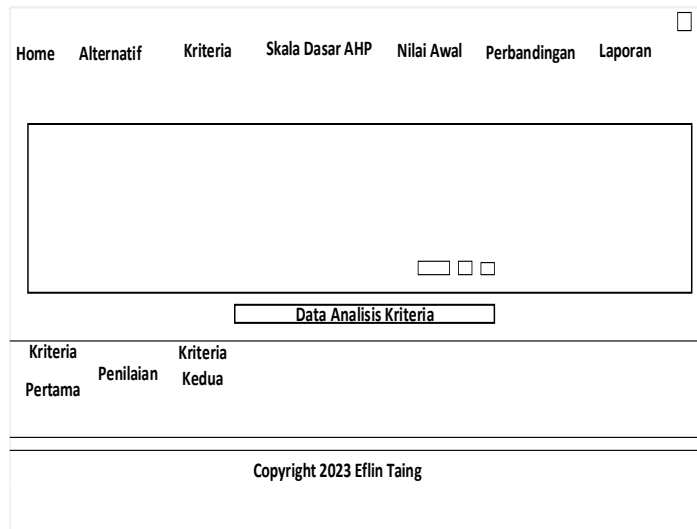 Home Alternatif Kriteria Skala Dasar AHP Nilai Awal Perbandingan Laporan
Data Analisis Kriteria
Kriteria
Pertama
Penilaian
Kriteria
Kedua
Copyright 2023 Eflin Taing